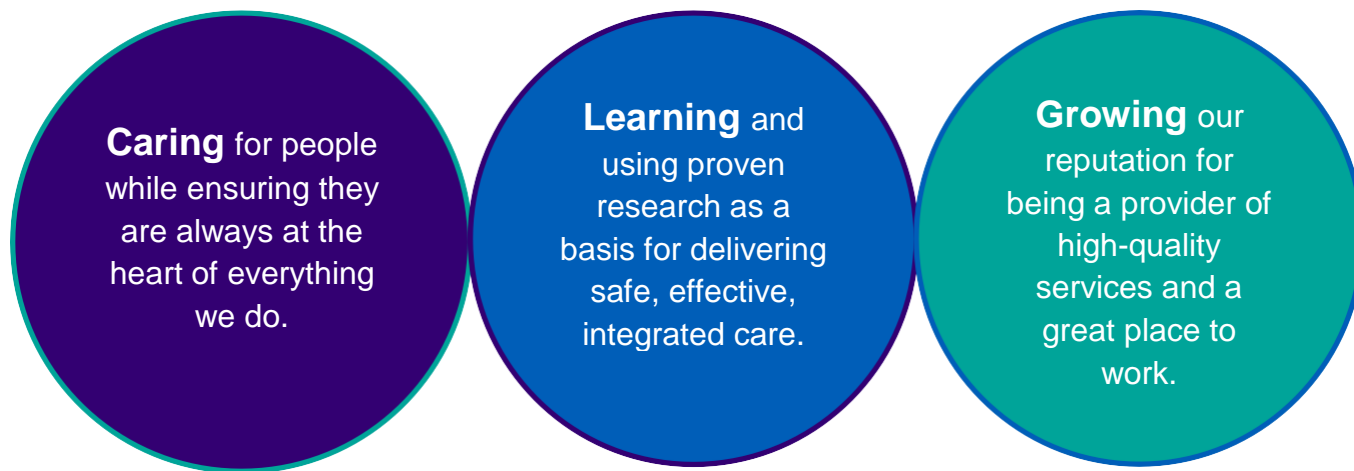 Caring for people
while ensuring they
are always at the
heart of everything
we do.
Learning and
using proven
research as a
basis for delivering
safe, effective,
integrated care.
Growing our
reputation for
being a provider of
high-quality
services and a
great place to
work.